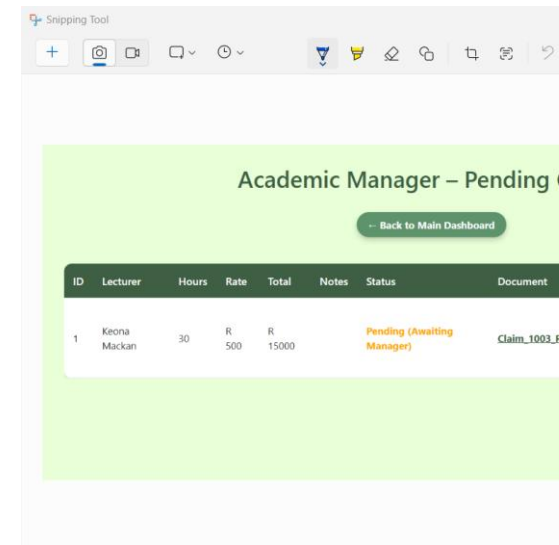 Snipping Tool
Academic Manager – Pending
← Back to Main Dashboard
ID Lecturer Hours Rate Total Notes Status Document
1 Keona Mackan 30 R 500 R 15000 Pending (Awaiting Manager) Claim_1003_